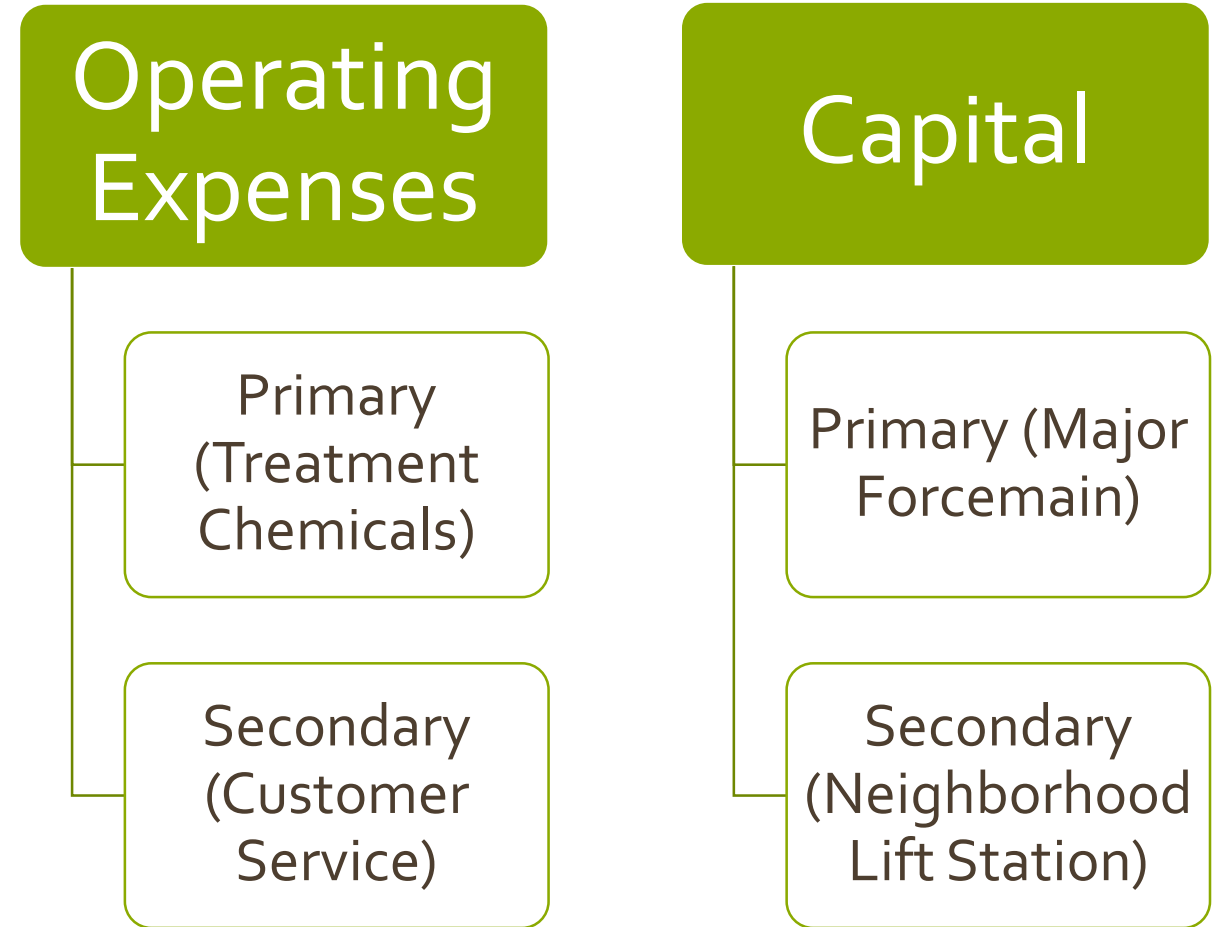 Operating
Expenses
Primary
(Treatment
Chemicals)
Secondary
(Customer
Service)
Capital
Primary (Major
Forcemain)
Secondary
(Neighborhood
Lift Station)